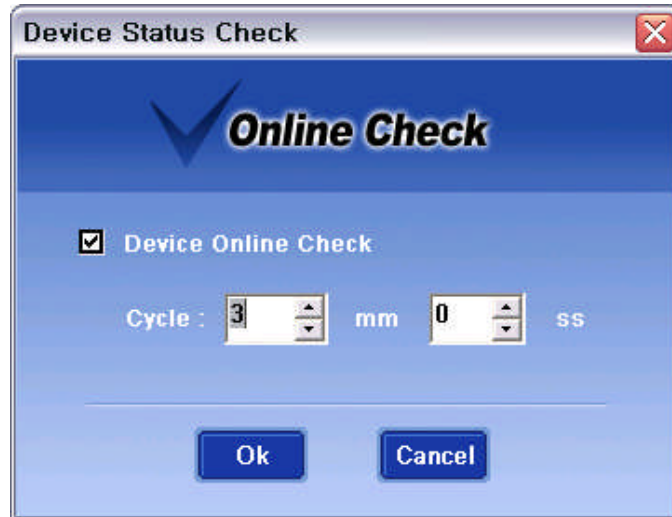 Device Status Check
Online Check
Device Online Check
Cycle : 3 mm 0 ss
Ok Cancel